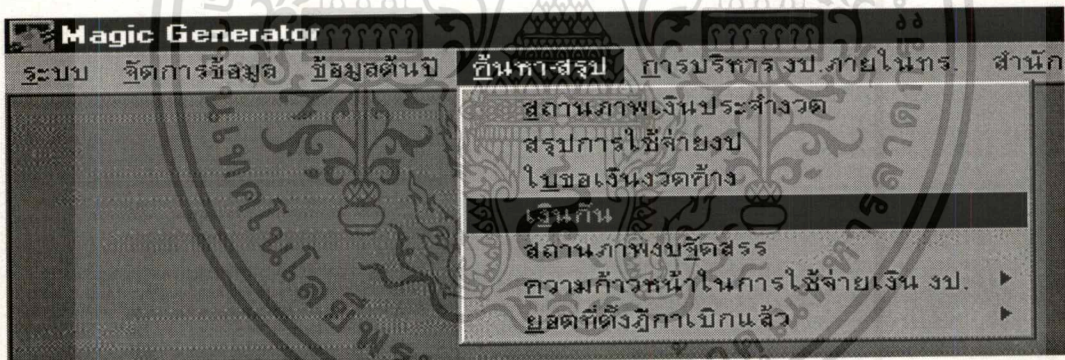 Magic Generator
ระบบ จัดการข้อมูล ข้อมูลต้นปี ค้นหา-สรุป การบริหาร งป.ภายในทร. สำนัก
สถานภาพเงินประจำงวด
สรุปการใช้จ่ายงป
ใบขอเงินงวดค้าง
เงินกัน
สถานภาพงบจัดสรร
ความก้าวหน้าในการใช้จ่ายเงิน งป.
ยอดที่ตั้งฎีกาเบิกแล้ว